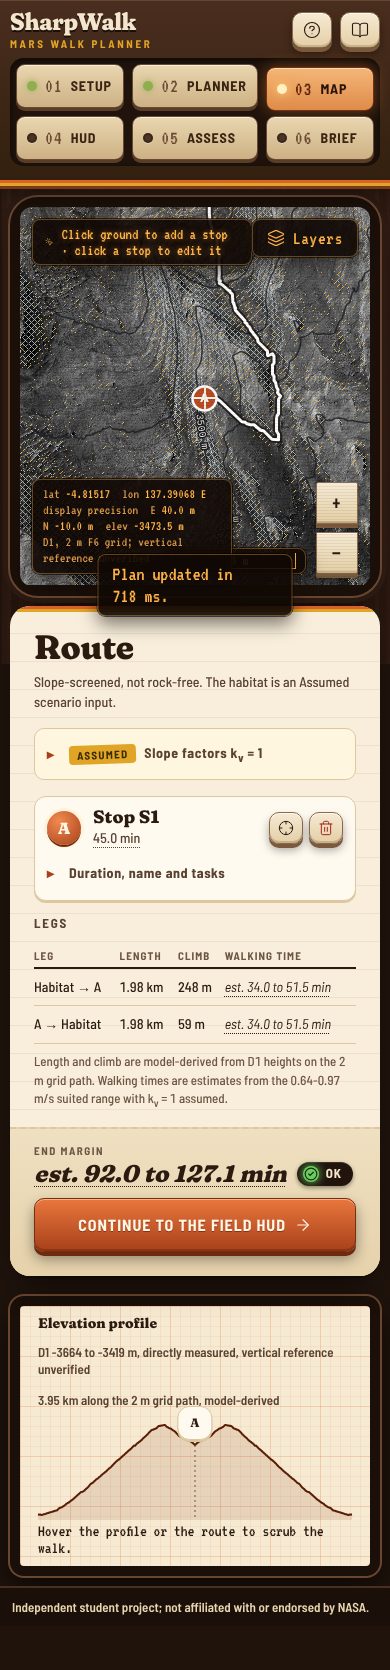 SharpWalk
MARS WALK PLANNER
01 SETUP
02 PLANNER
03 MAP
04 HUD
05 ASSESS
06 BRIEF
Click ground to add a stop
· click a stop to edit it
Layers
A
-3500 m
lat -4.81517 lon 137.39068 E
display precision E 40.0 m
N -10.0 m elev -3473.5 m
D1, 2 m F6 grid; vertical
reference unverified
+
−
Plan updated in
718 ms.
Route
Slope-screened, not rock-free. The habitat is an Assumed
scenario input.
ASSUMED Slope factors kv = 1
A
Stop S1
45.0 min
Duration, name and tasks
LEGS
LEG LENGTH CLIMB WALKING TIME
Habitat → A 1.98 km 248 m est. 34.0 to 51.5 min
A → Habitat 1.98 km 59 m est. 34.0 to 51.5 min
Length and climb are model-derived from D1 heights on the 2
m grid path. Walking times are estimates from the 0.64-0.97
m/s suited range with kv = 1 assumed.
END MARGIN
est. 92.0 to 127.1 min OK
CONTINUE TO THE FIELD HUD →
Elevation profile
D1 -3664 to -3419 m, directly measured, vertical reference
unverified
3.95 km along the 2 m grid path, model-derived
A
Hover the profile or the route to scrub the
walk.
Independent student project; not affiliated with or endorsed by NASA.